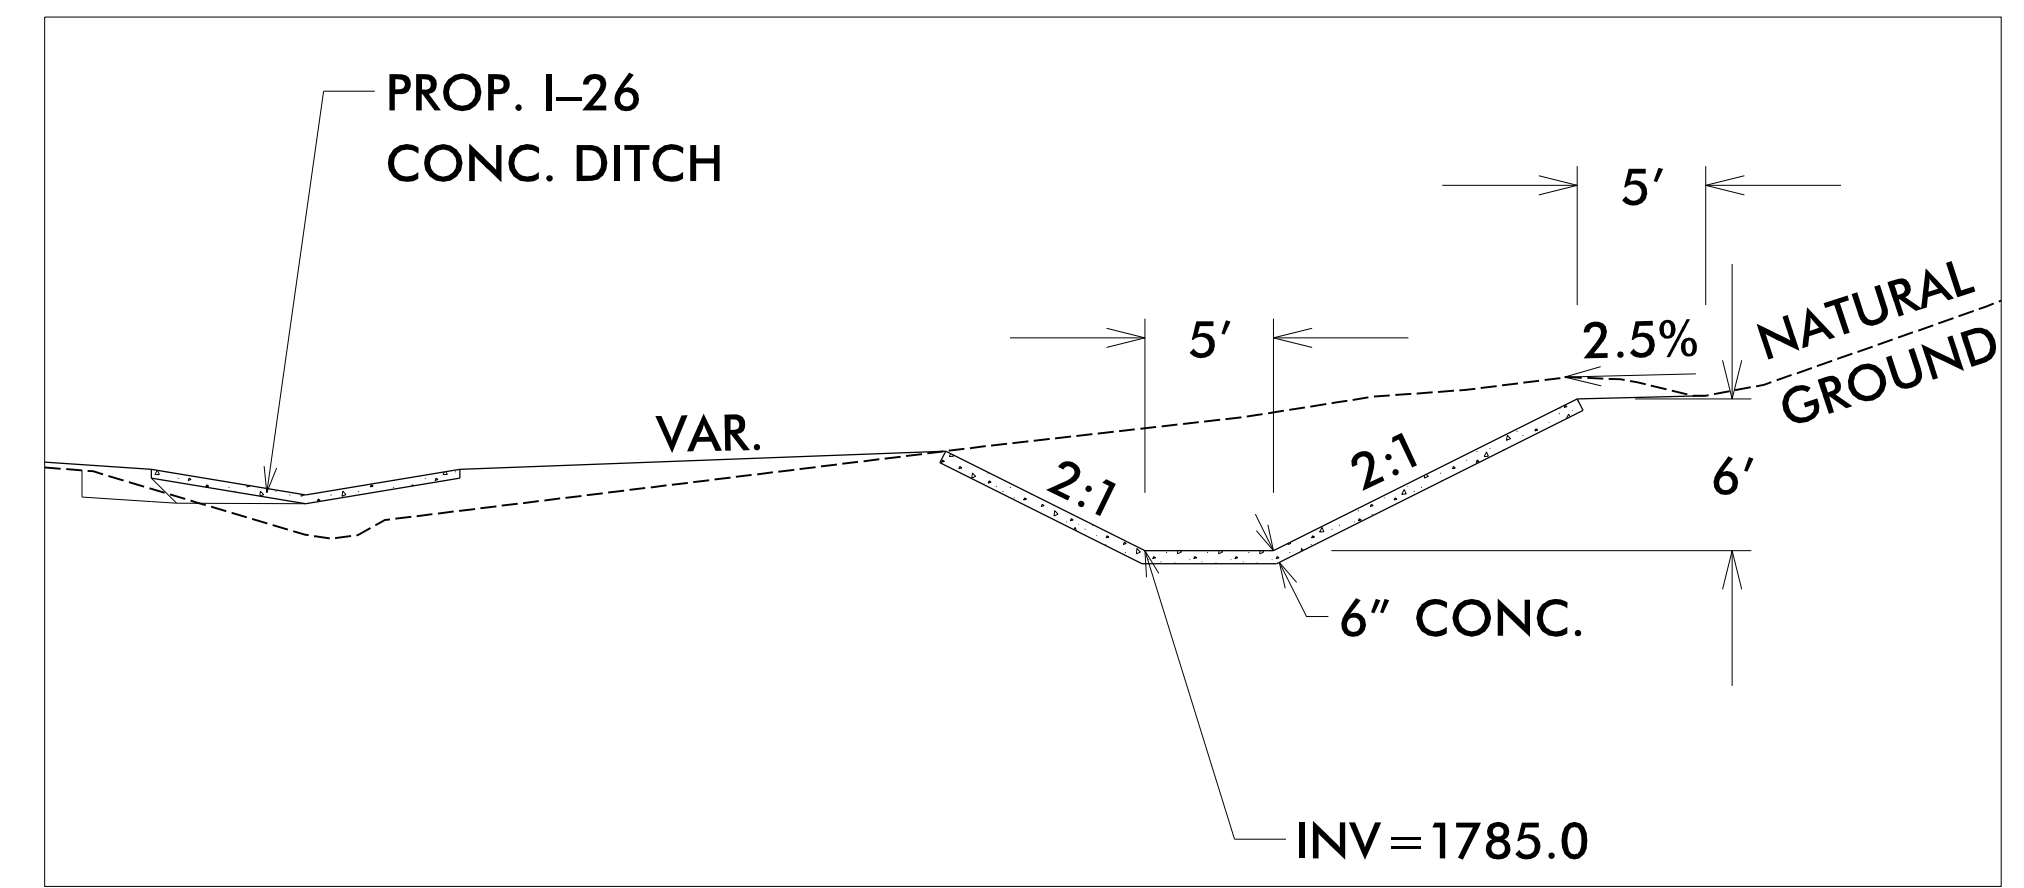 PROP. I–26
CONC. DITCH
5′
5′
2.5%
NATURAL
GROUND
VAR.
2:1
2:1
6′
6″ CONC.
INV=1785.0